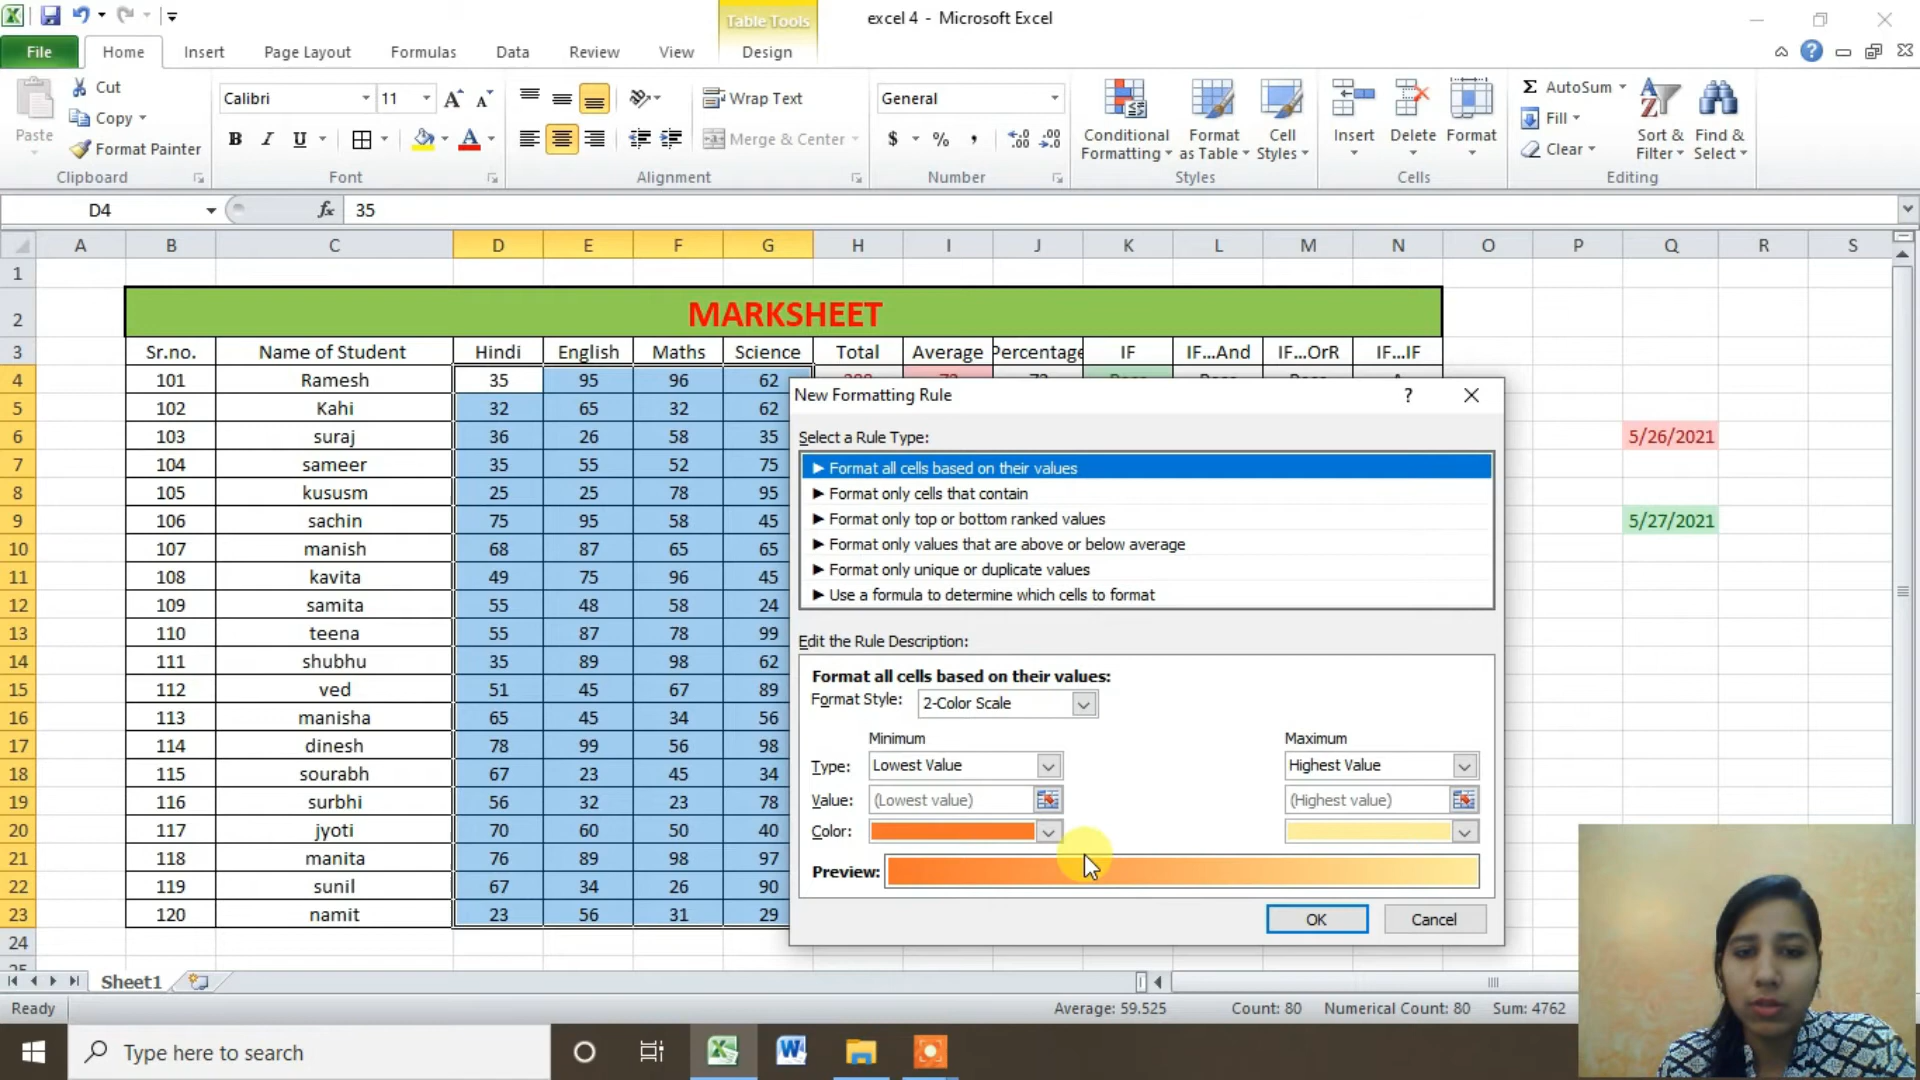 excel 4 - Microsoft Excel
Table Tools
File Home Insert Page Layout Formulas Data Review View Design
Paste
Cut
Copy
Format Painter
Clipboard
Calibri 11
B I U
Font
Wrap Text
Merge & Center
Alignment
General
$ % ,
Number
Conditional Formatting
Format as Table
Cell Styles
Styles
Insert Delete Format
Cells
AutoSum
Fill
Clear
Sort & Filter
Find & Select
Editing
D4 fx 35
A B C D E F G H I J K L M N O P Q R S
1
2 MARKSHEET
3 Sr.no. Name of Student Hindi English Maths Science Total Average Percentage IF IF...And IF...OrR IF...IF
4 101 Ramesh 35 95 96 62
5 102 Kahi 32 65 32 62
6 103 suraj 36 26 58 35 5/26/2021
7 104 sameer 35 55 52 75
8 105 kususm 25 25 78 95
9 106 sachin 75 95 58 45 5/27/2021
10 107 manish 68 87 65 65
11 108 kavita 49 75 96 45
12 109 samita 55 48 58 24
13 110 teena 55 87 78 99
14 111 shubhu 35 89 98 62
15 112 ved 51 45 67 89
16 113 manisha 65 45 34 56
17 114 dinesh 78 99 56 98
18 115 sourabh 67 23 45 34
19 116 surbhi 56 32 23 78
20 117 jyoti 70 60 50 40
21 118 manita 76 89 98 97
22 119 sunil 67 34 26 90
23 120 namit 23 56 31 29
24
New Formatting Rule ?
Select a Rule Type:
► Format all cells based on their values
► Format only cells that contain
► Format only top or bottom ranked values
► Format only values that are above or below average
► Format only unique or duplicate values
► Use a formula to determine which cells to format
Edit the Rule Description:
Format all cells based on their values:
Format Style: 2-Color Scale
Minimum Maximum
Type: Lowest Value Highest Value
Value: (Lowest value) (Highest value)
Color:
Preview:
OK Cancel
Sheet1
Ready Average: 59.525 Count: 80 Numerical Count: 80 Sum: 4762
Type here to search